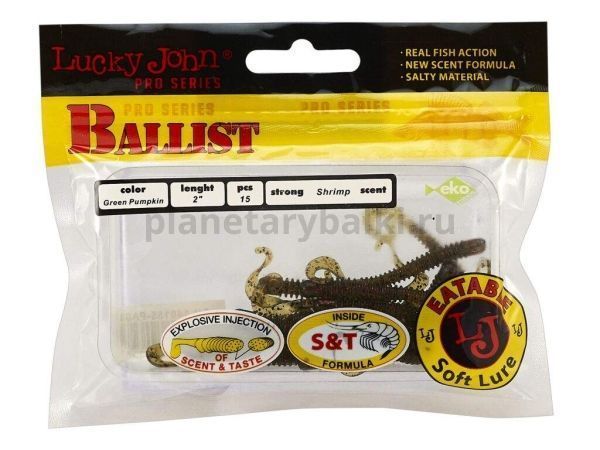 Lucky John®
PRO SERIES
· REAL FISH ACTION
· NEW SCENT FORMULA
· SALTY MATERIAL
PRO SERIES PRO SERIES
BALLIST
color lenght pcs strong Shrimp scent
Green Pumpkin 2" 15
eko
planetarybalki.ru
EXPLOSIVE INJECTION
OF
SCENT & TASTE
INSIDE
S&T
FORMULA
EATABLE
LJ LJ LJ
Soft Lure